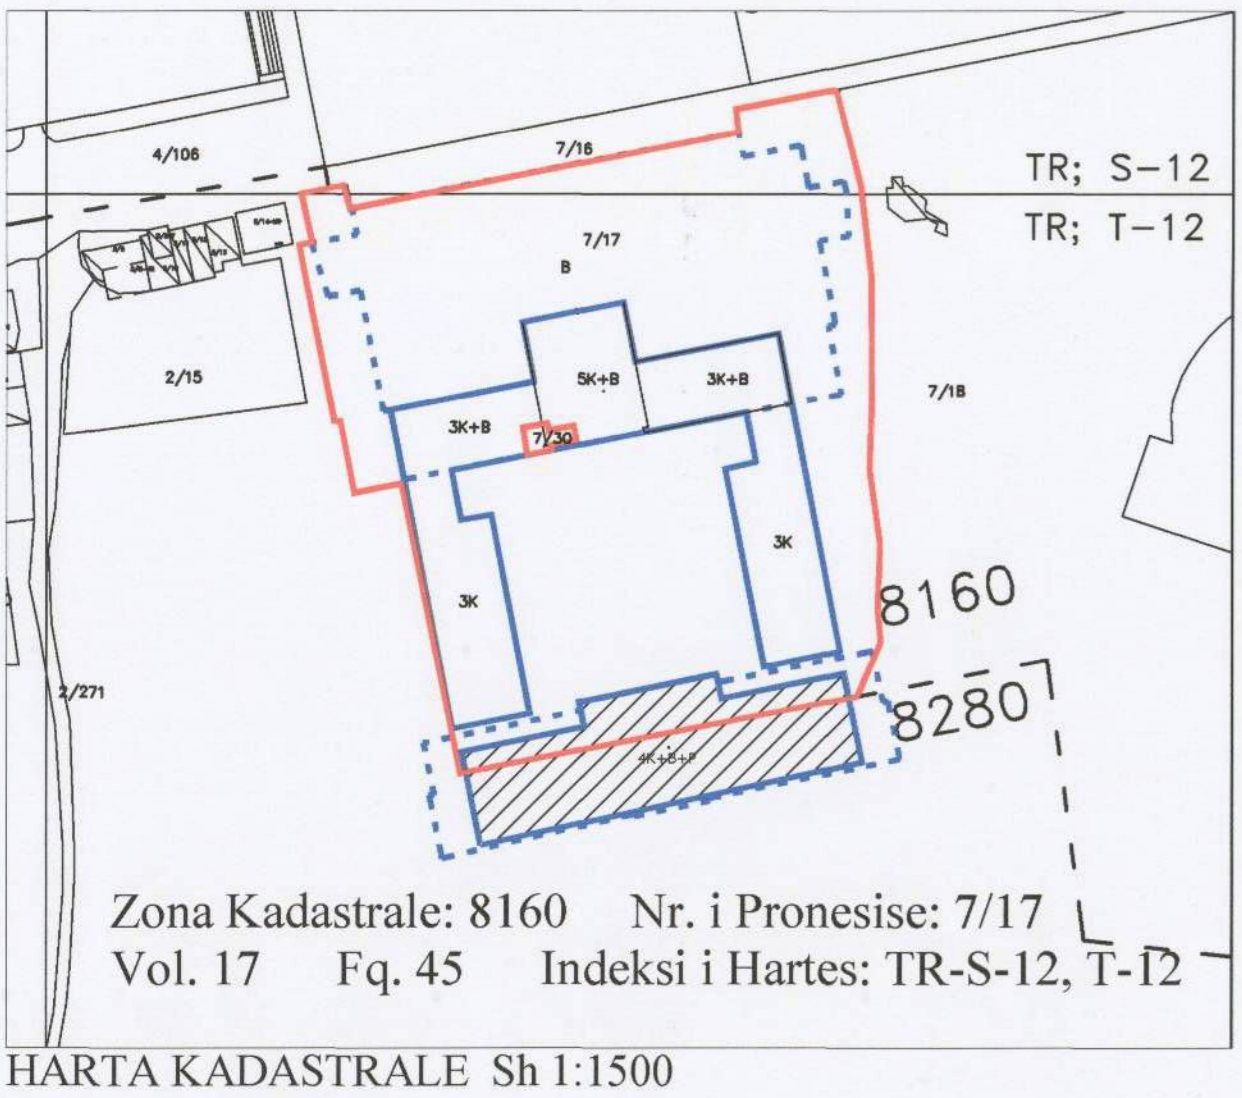 4/106
7/16
TR; S-12
TR; T-12
7/17
B
2/15
5K+B
3K+B
7/18
3K+B
7/30
3K
3K
8160
2/271
8280
4K+B+P
Zona Kadastrale: 8160 Nr. i Pronesise: 7/17
Vol. 17 Fq. 45 Indeksi i Hartes: TR-S-12, T-12
HARTA KADASTRALE Sh 1:1500